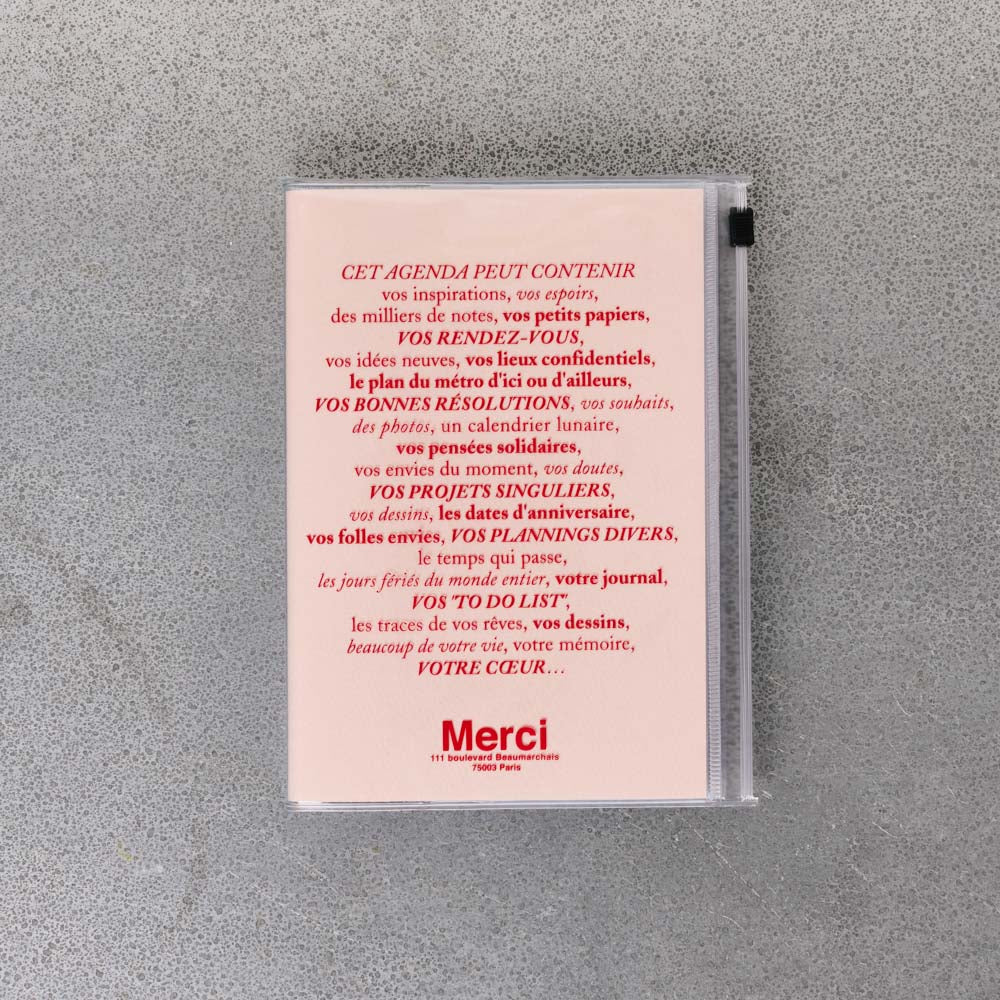 CET AGENDA PEUT CONTENIR
vos inspirations, vos espoirs,
des milliers de notes, vos petits papiers,
VOS RENDEZ-VOUS,
vos idées neuves, vos lieux confidentiels,
le plan du métro d'ici ou d'ailleurs,
VOS BONNES RÉSOLUTIONS, vos souhaits,
des photos, un calendrier lunaire,
vos pensées solidaires,
vos envies du moment, vos doutes,
VOS PROJETS SINGULIERS,
vos dessins, les dates d'anniversaire,
vos folles envies, VOS PLANNINGS DIVERS,
le temps qui passe,
les jours fériés du monde entier, votre journal,
VOS "TO DO LIST",
les traces de vos rêves, vos dessins,
beaucoup de votre vie, votre mémoire,
VOTRE CŒUR...
Merci
111 boulevard Beaumarchais
75003 Paris